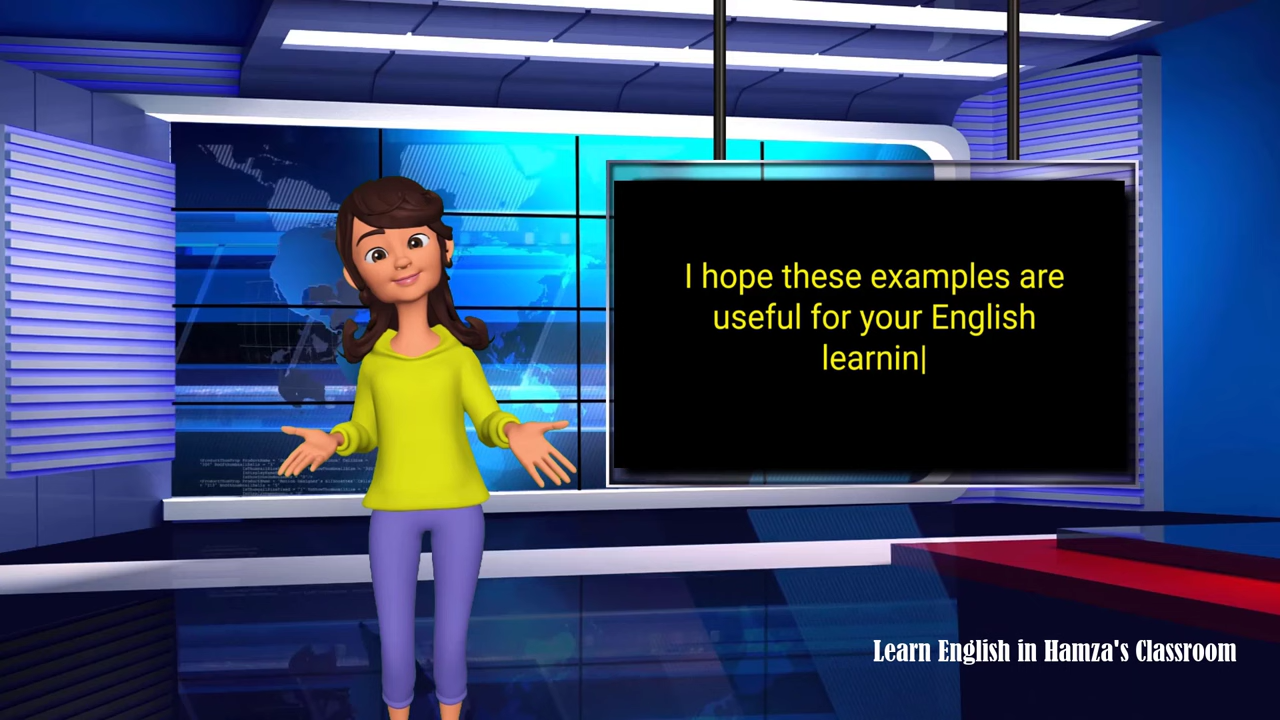 I hope these examples are
useful for your English
learnin|
Learn English in Hamza's Classroom